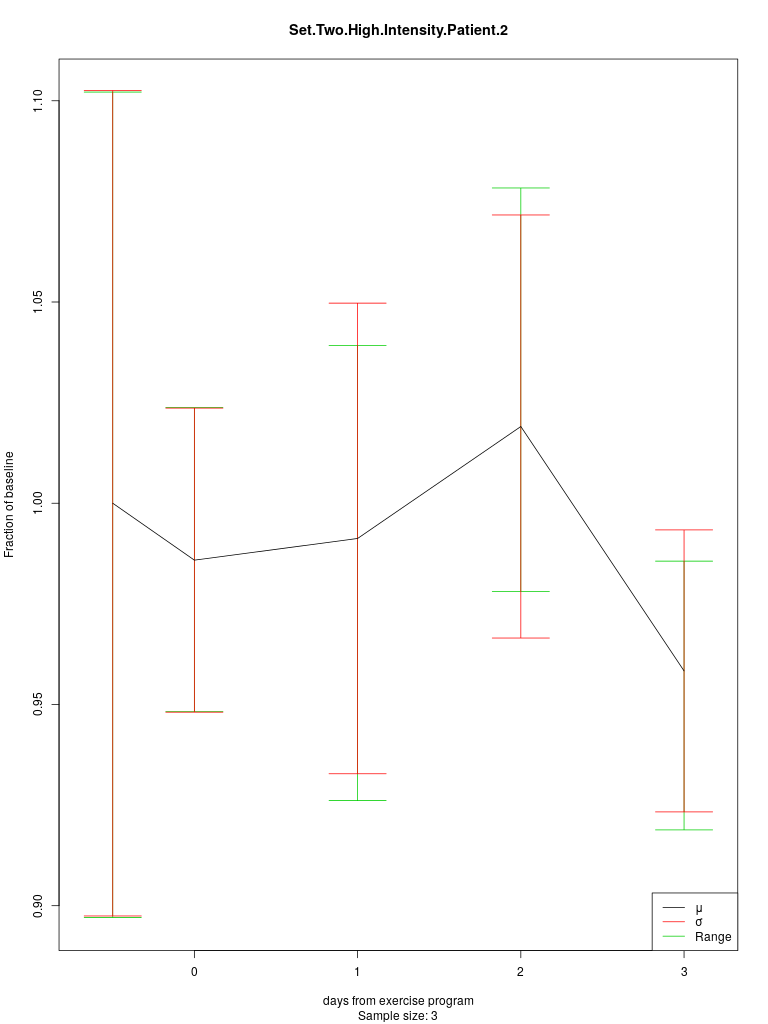 Set.Two.High.Intensity.Patient.2
Fraction of baseline
1.10
1.05
1.00
0.95
0.90
μ
σ
Range
0 1 2 3
days from exercise program
Sample size: 3